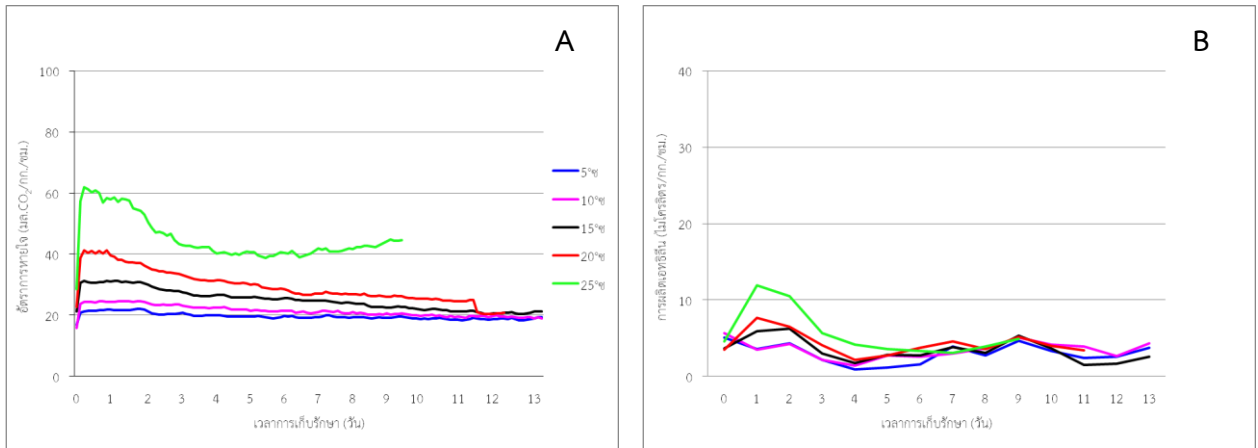 A
100
80
60
40
20
0
0 1 2 3 4 5 6 7 8 9 10 11 12 13
อัตราการหายใจ (มล.CO₂/กก./ชม.)
เวลาการเก็บรักษา (วัน)
5°ซ
10°ซ
15°ซ
20°ซ
25°ซ
B
40
30
20
10
0
0 1 2 3 4 5 6 7 8 9 10 11 12 13
การผลิตเอทธิลีน (ไมโครลิตร/กก./ชม.)
เวลาการเก็บรักษา (วัน)